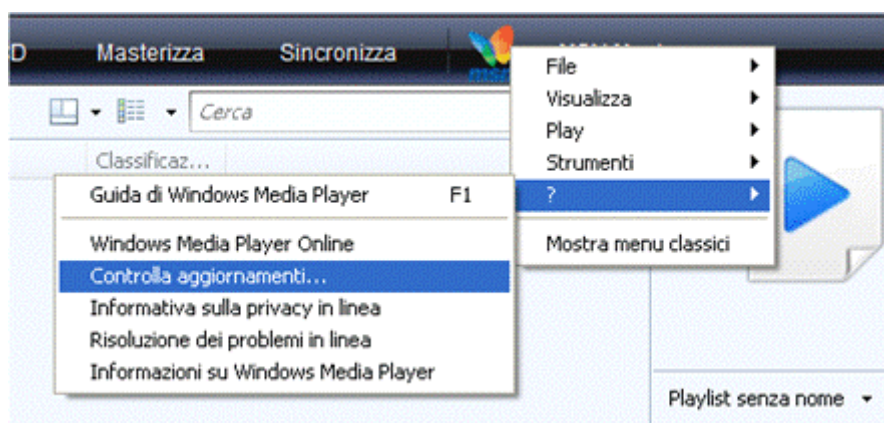 D Masterizza Sincronizza msn
File
Visualizza
Cerca
Play
Classificaz... Strumenti
Guida di Windows Media Player F1 ?
Windows Media Player Online Mostra menu classici
Controlla aggiornamenti...
Informativa sulla privacy in linea
Risoluzione dei problemi in linea
Informazioni su Windows Media Player
Playlist senza nome